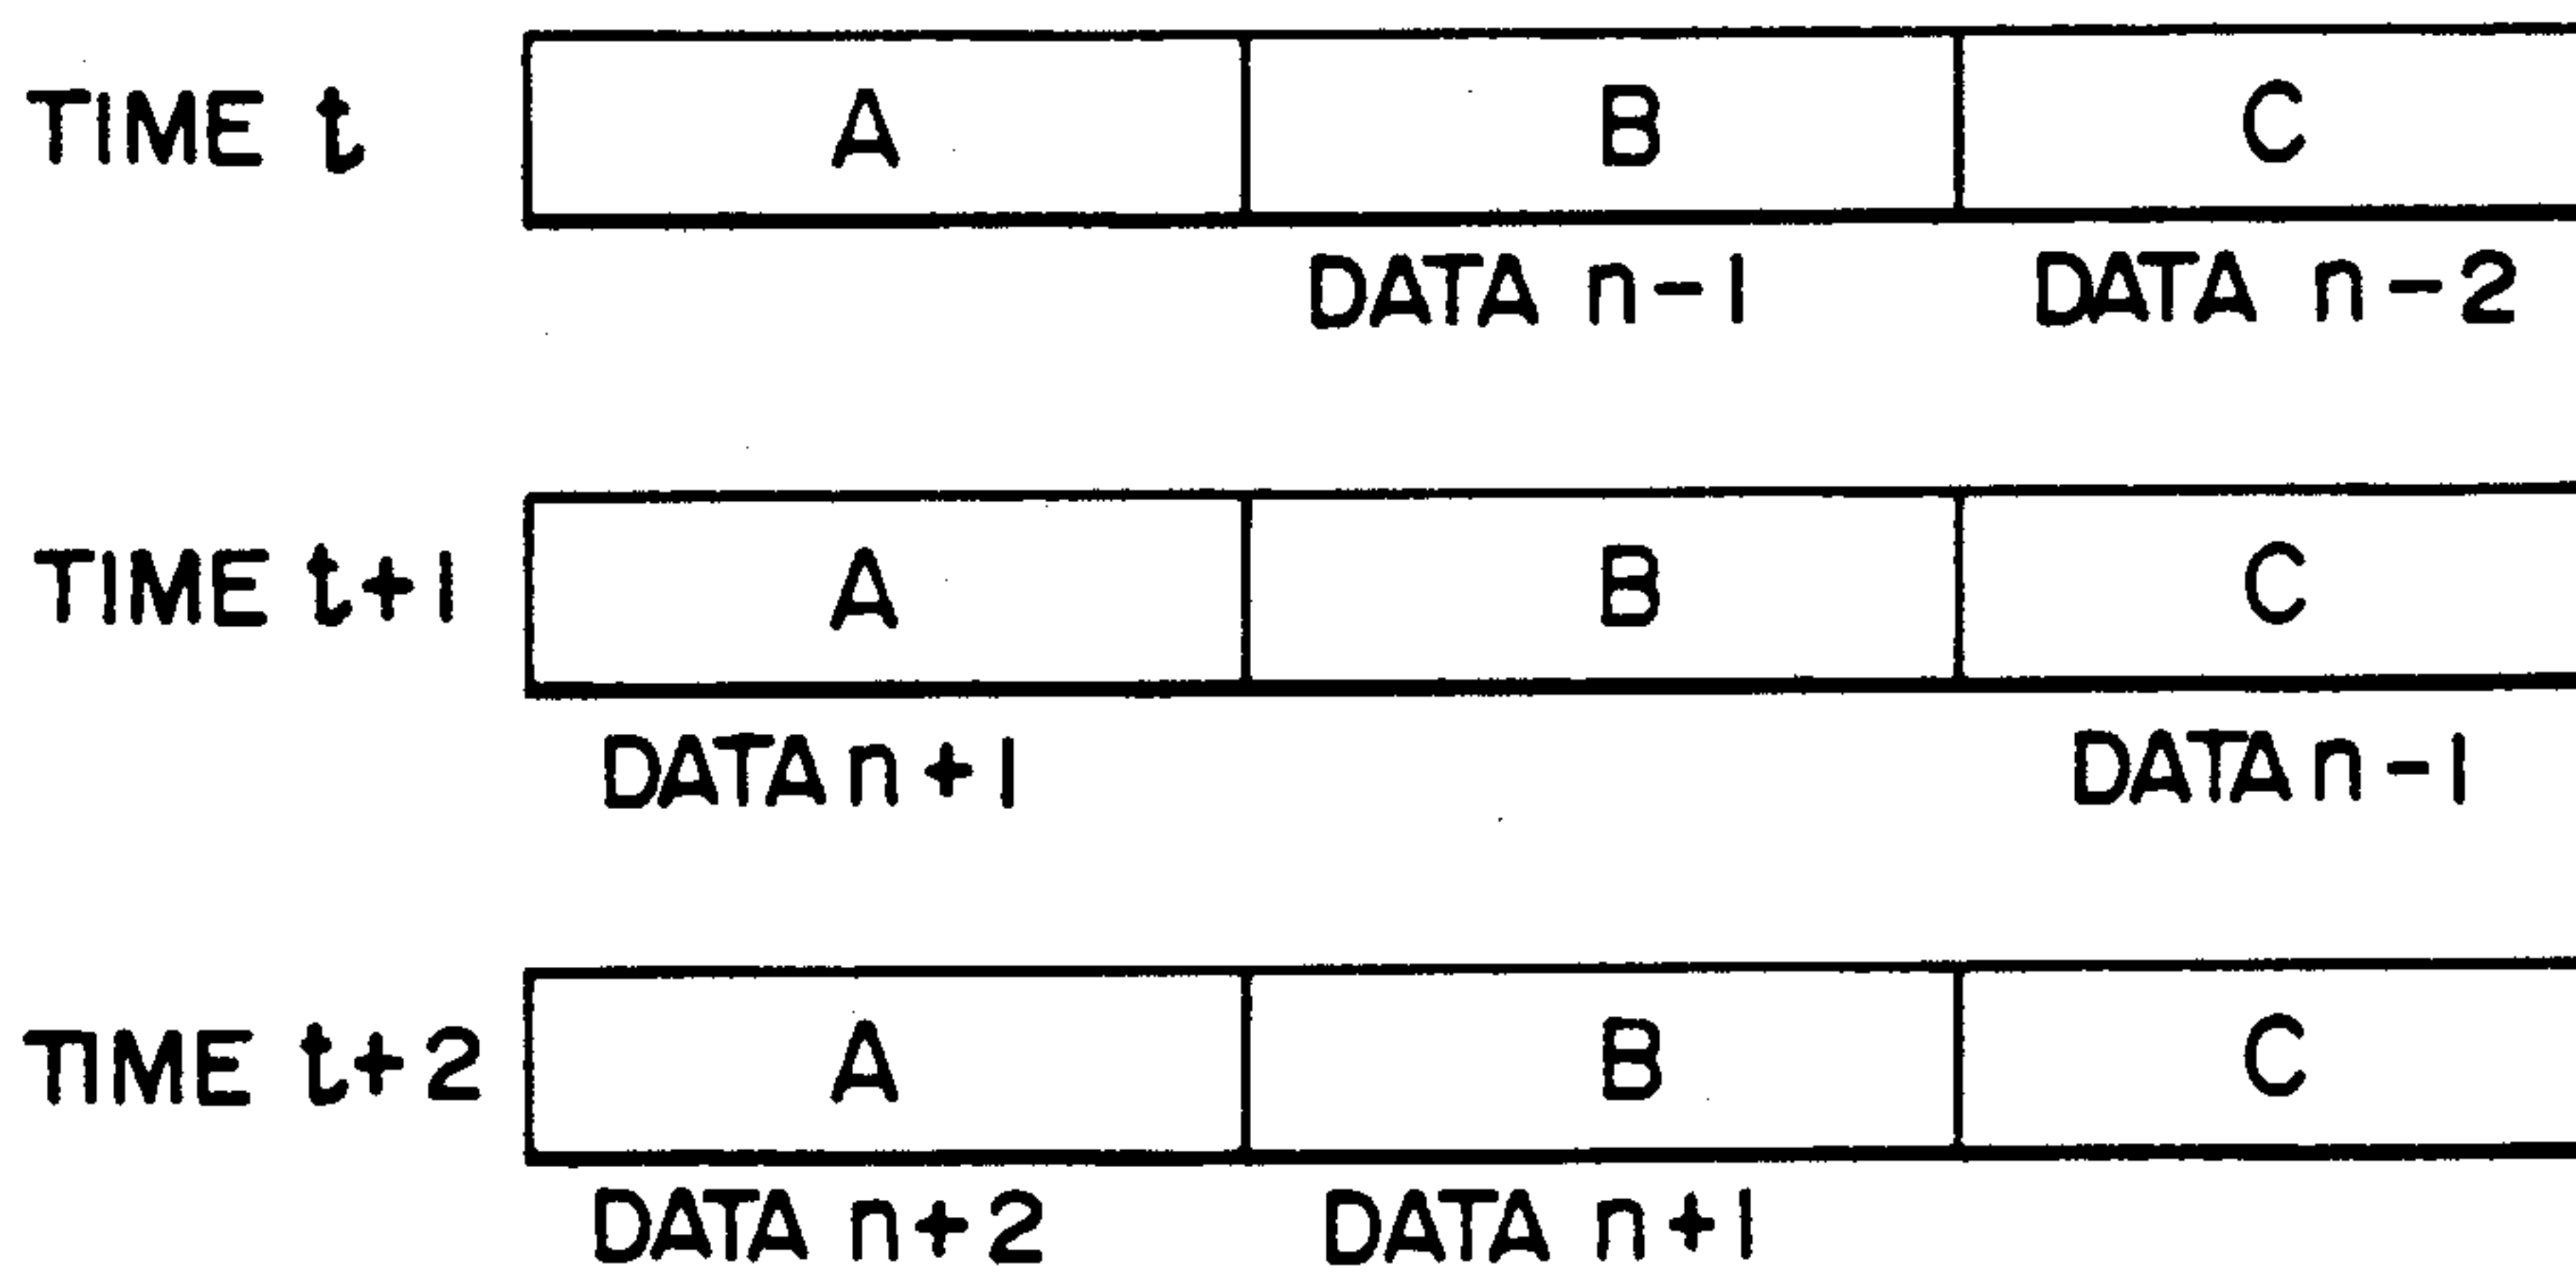 TIME t A B C
DATA n-1 DATA n-2
TIME t+1 A B C
DATA n+1 DATA n-1
TIME t+2 A B C
DATA n+2 DATA n+1